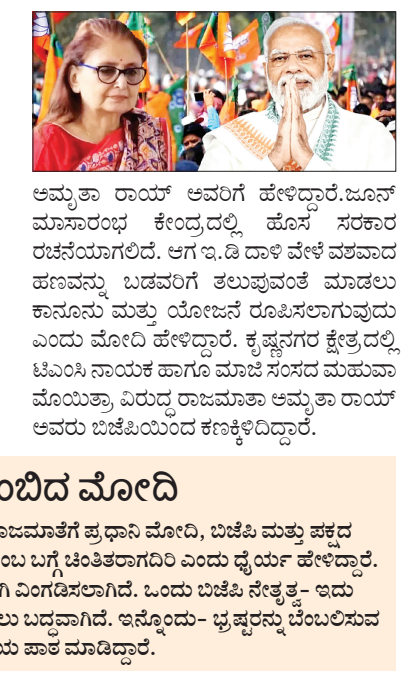 ಅಮೃತಾ ರಾಯ್ ಅವರಿಗೆ ಹೇಳಿದ್ದಾರೆ.ಜೂನ್
ಮಾಸಾರಂಭ ಕೇಂದ್ರದಲ್ಲಿ ಹೊಸ ಸರಕಾರ
ರಚನೆಯಾಗಲಿದೆ. ಆಗ ಇ.ಡಿ ದಾಳಿ ವೇಳೆ ವಶವಾದ
ಹಣವನ್ನು ಬಡವರಿಗೆ ತಲುಪುವಂತೆ ಮಾಡಲು
ಕಾನೂನು ಮತ್ತು ಯೋಜನೆ ರೂಪಿಸಲಾಗುವುದು
ಎಂದು ಮೋದಿ ಹೇಳಿದ್ದಾರೆ. ಕೃಷ್ಣನಗರ ಕ್ಷೇತ್ರದಲ್ಲಿ
ಟಿಎಂಸಿ ನಾಯಕ ಹಾಗೂ ಮಾಜಿ ಸಂಸದ ಮಹುವಾ
ಮೊಯಿತ್ರಾ ವಿರುದ್ಧ ರಾಜಮಾತಾ ಅಮೃತಾ ರಾಯ್
ಅವರು ಬಿಜೆಪಿಯಿಂದ ಕಣಕ್ಕಿಳಿದಿದ್ದಾರೆ.
ಂಬಿದ ಮೋದಿ
ಾಜಮಾತೆಗೆ ಪ್ರಧಾನಿ ಮೋದಿ, ಬಿಜೆಪಿ ಮತ್ತು ಪಕ್ಷದ
ಂಬ ಬಗ್ಗೆ ಚಿಂತಿತರಾಗದಿರಿ ಎಂದು ಧೈರ್ಯ ಹೇಳಿದ್ದಾರೆ.
ಗಿ ವಿಂಗಡಿಸಲಾಗಿದೆ. ಒಂದು ಬಿಜೆಪಿ ನೇತೃತ್ವ- ಇದು
ಲು ಬದ್ಧವಾಗಿದೆ. ಇನ್ನೊಂದು- ಭ್ರಷ್ಟರನ್ನು ಬೆಂಬಲಿಸುವ
ಯ ಪಾಠ ಮಾಡಿದ್ದಾರೆ.